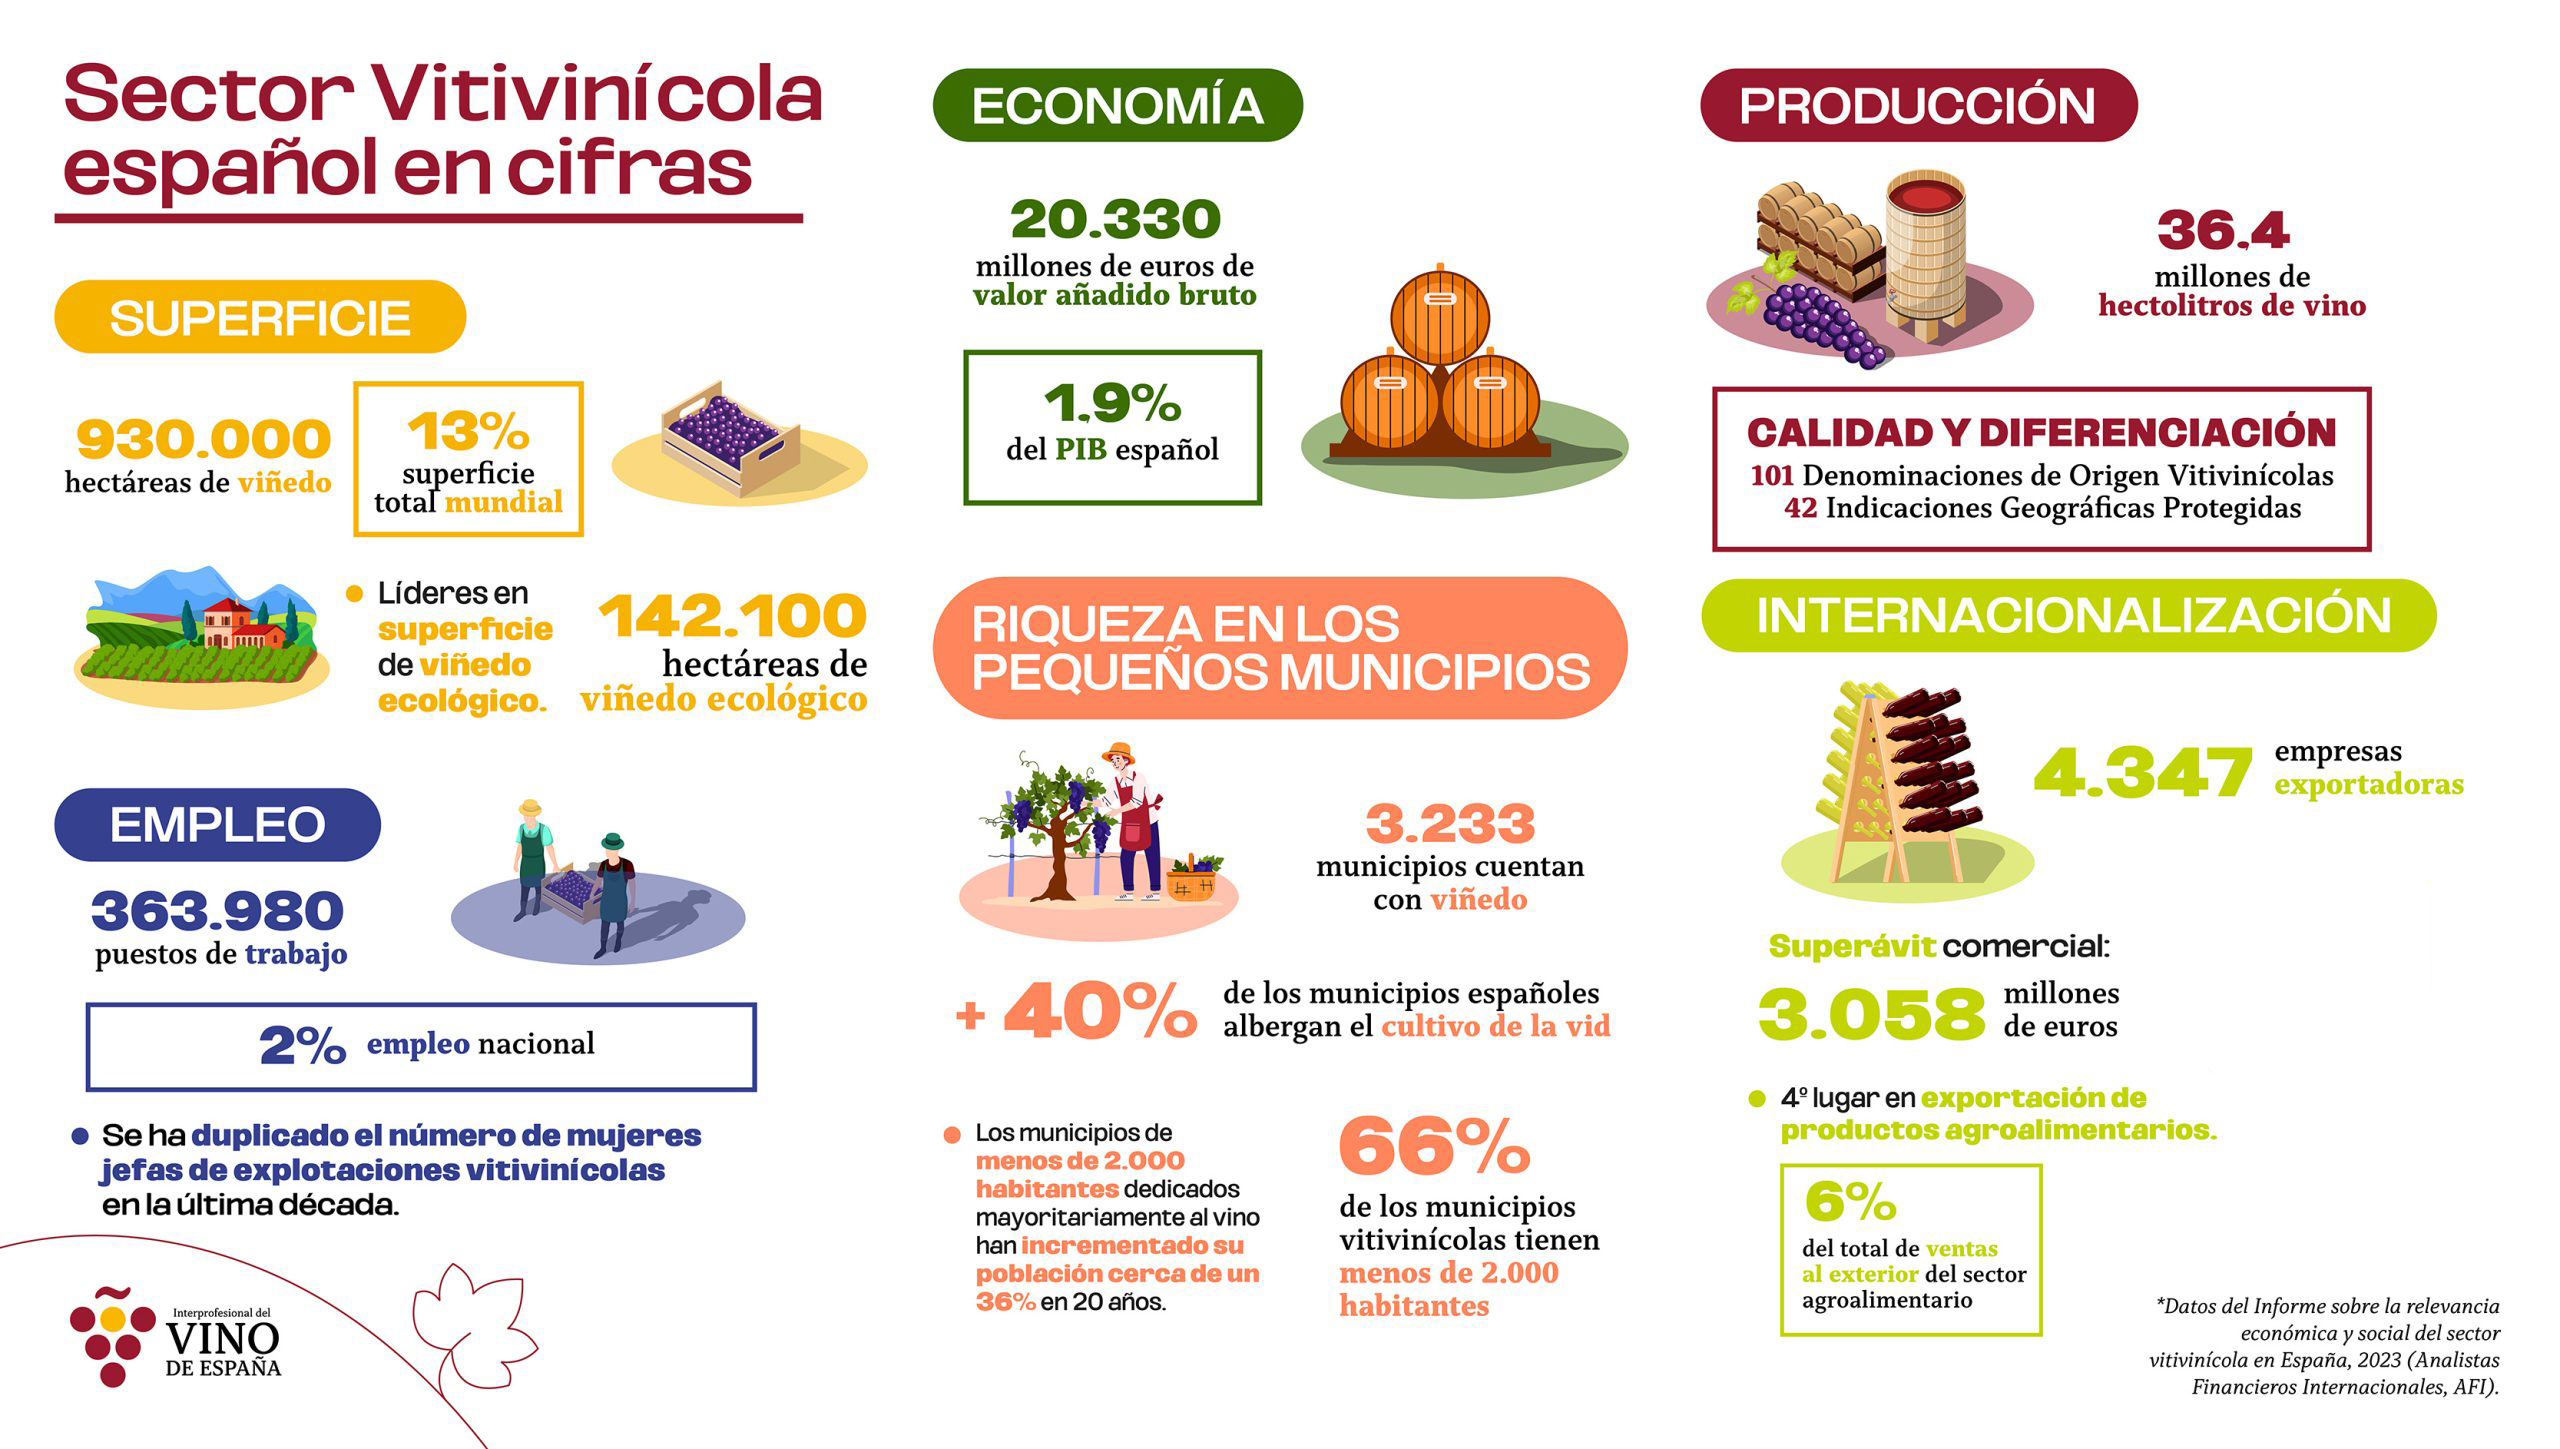 Sector Vitivinícola
español en cifras
SUPERFICIE
930.000
hectáreas de viñedo
13%
superficie
total mundial
Líderes en
superficie
de viñedo
ecológico.
142.100
hectáreas de
viñedo ecológico
EMPLEO
363.980
puestos de trabajo
2% empleo nacional
Se ha duplicado el número de mujeres
jefas de explotaciones vitivinícolas
en la última década.
Interprofesional del
VINO
DE ESPAÑA
ECONOMÍA
20.330
millones de euros de
valor añadido bruto
1,9%
del PIB español
RIQUEZA EN LOS
PEQUEÑOS MUNICIPIOS
3.233
municipios cuentan
con viñedo
+ 40%
de los municipios españoles
albergan el cultivo de la vid
Los municipios de
menos de 2.000
habitantes dedicados
mayoritariamente al vino
han incrementado su
población cerca de un
36% en 20 años.
66%
de los municipios
vitivinícolas tienen
menos de 2.000
habitantes
PRODUCCIÓN
36,4
millones de
hectolitros de vino
CALIDAD Y DIFERENCIACIÓN
101 Denominaciones de Origen Vitivinícolas
42 Indicaciones Geográficas Protegidas
INTERNACIONALIZACIÓN
4.347
empresas
exportadoras
Superávit comercial:
3.058
millones
de euros
4º lugar en exportación de
productos agroalimentarios.
6%
del total de ventas
al exterior del sector
agroalimentario
*Datos del Informe sobre la relevancia
económica y social del sector
vitivinícola en España, 2023 (Analistas
Financieros Internacionales, AFI).